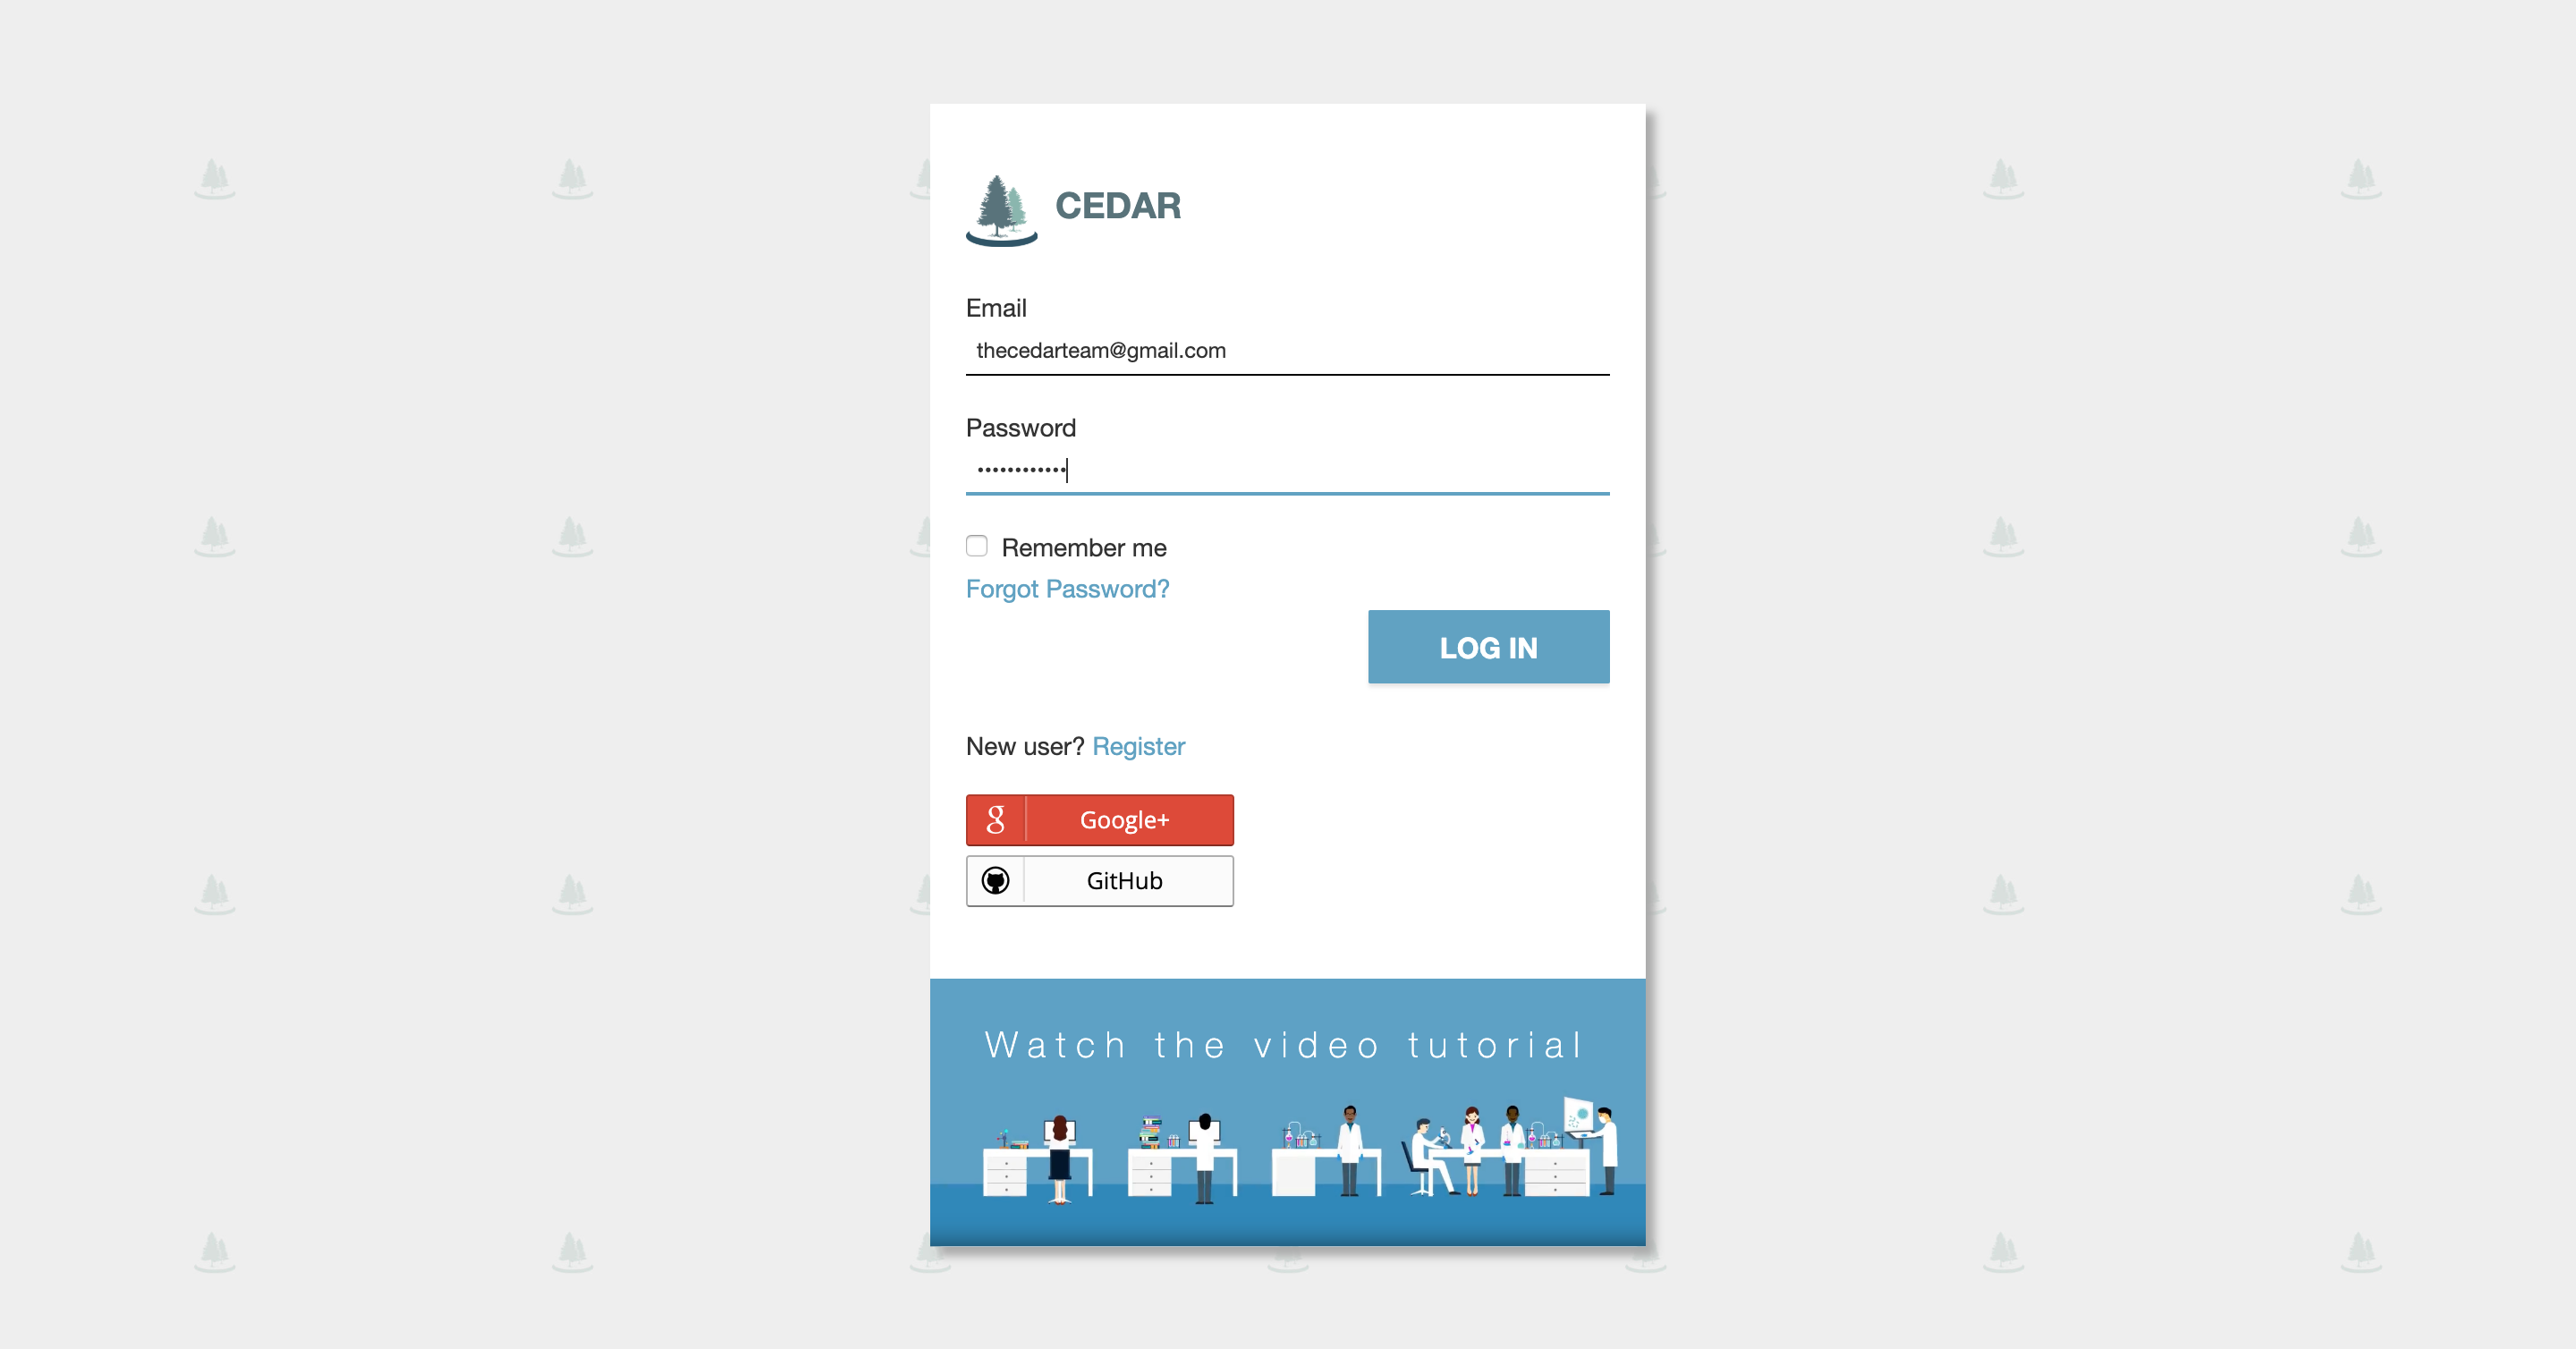 CEDAR
Email
thecedarteam@gmail.com
Password
••••••••••••
Remember me
Forgot Password?
LOG IN
New user? Register
g Google+
GitHub
Watch the video tutorial